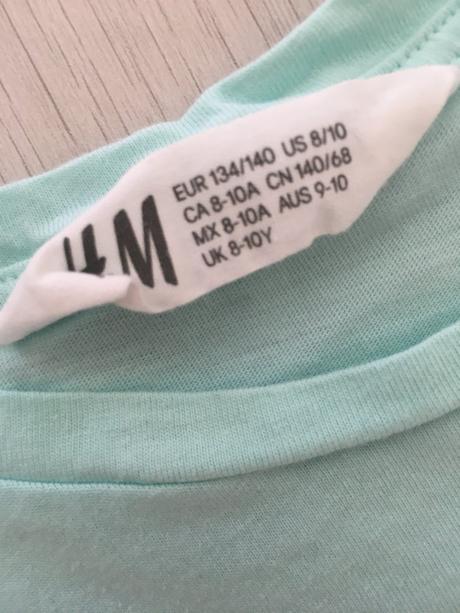 H M
EUR 134/140 US 8/10
CA 8-10A CN 140/68
MX 8-10A AUS 9-10
UK 8-10Y